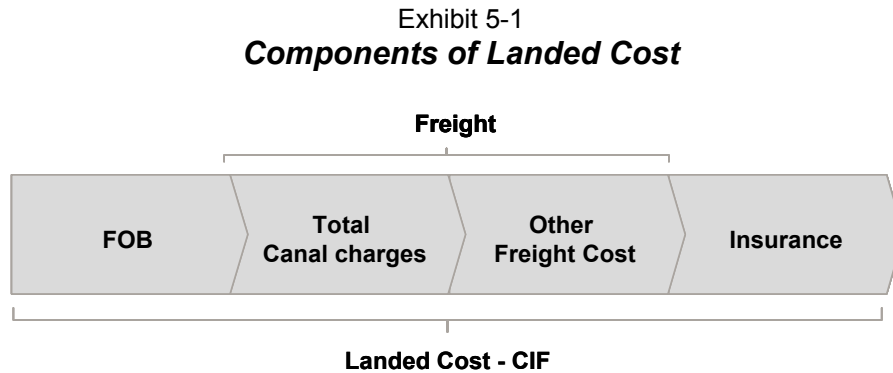 Exhibit 5-1
Components of Landed Cost
Freight
FOB
Total
Canal charges
Other
Freight Cost
Insurance
Landed Cost - CIF